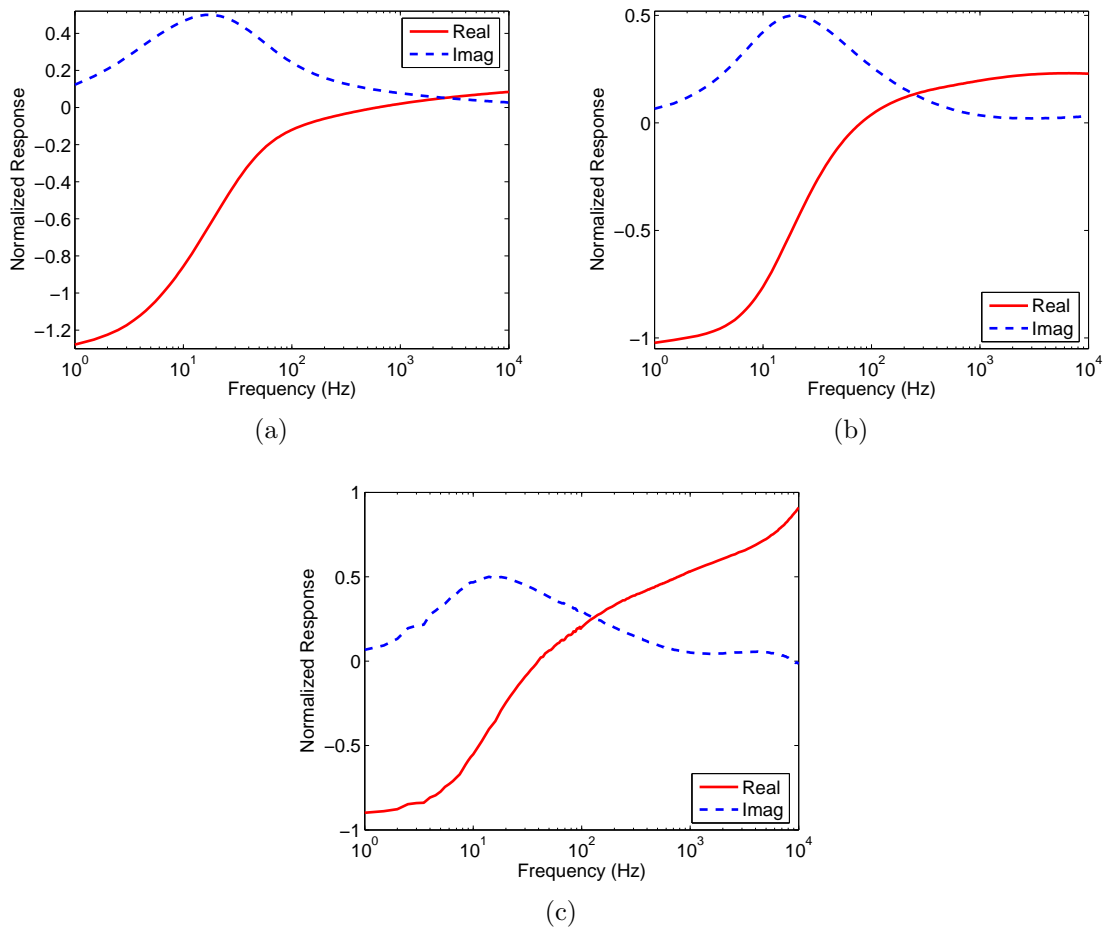 0.4
0.2
0
−0.2
−0.4
−0.6
−0.8
−1
−1.2
Normalized Response
10^0 10^1 10^2 10^3 10^4
Frequency (Hz)
Real
Imag
(a)
0.5
0
−0.5
−1
Normalized Response
10^0 10^1 10^2 10^3 10^4
Frequency (Hz)
Real
Imag
(b)
1
0.5
0
−0.5
−1
Normalized Response
10^0 10^1 10^2 10^3 10^4
Frequency (Hz)
Real
Imag
(c)